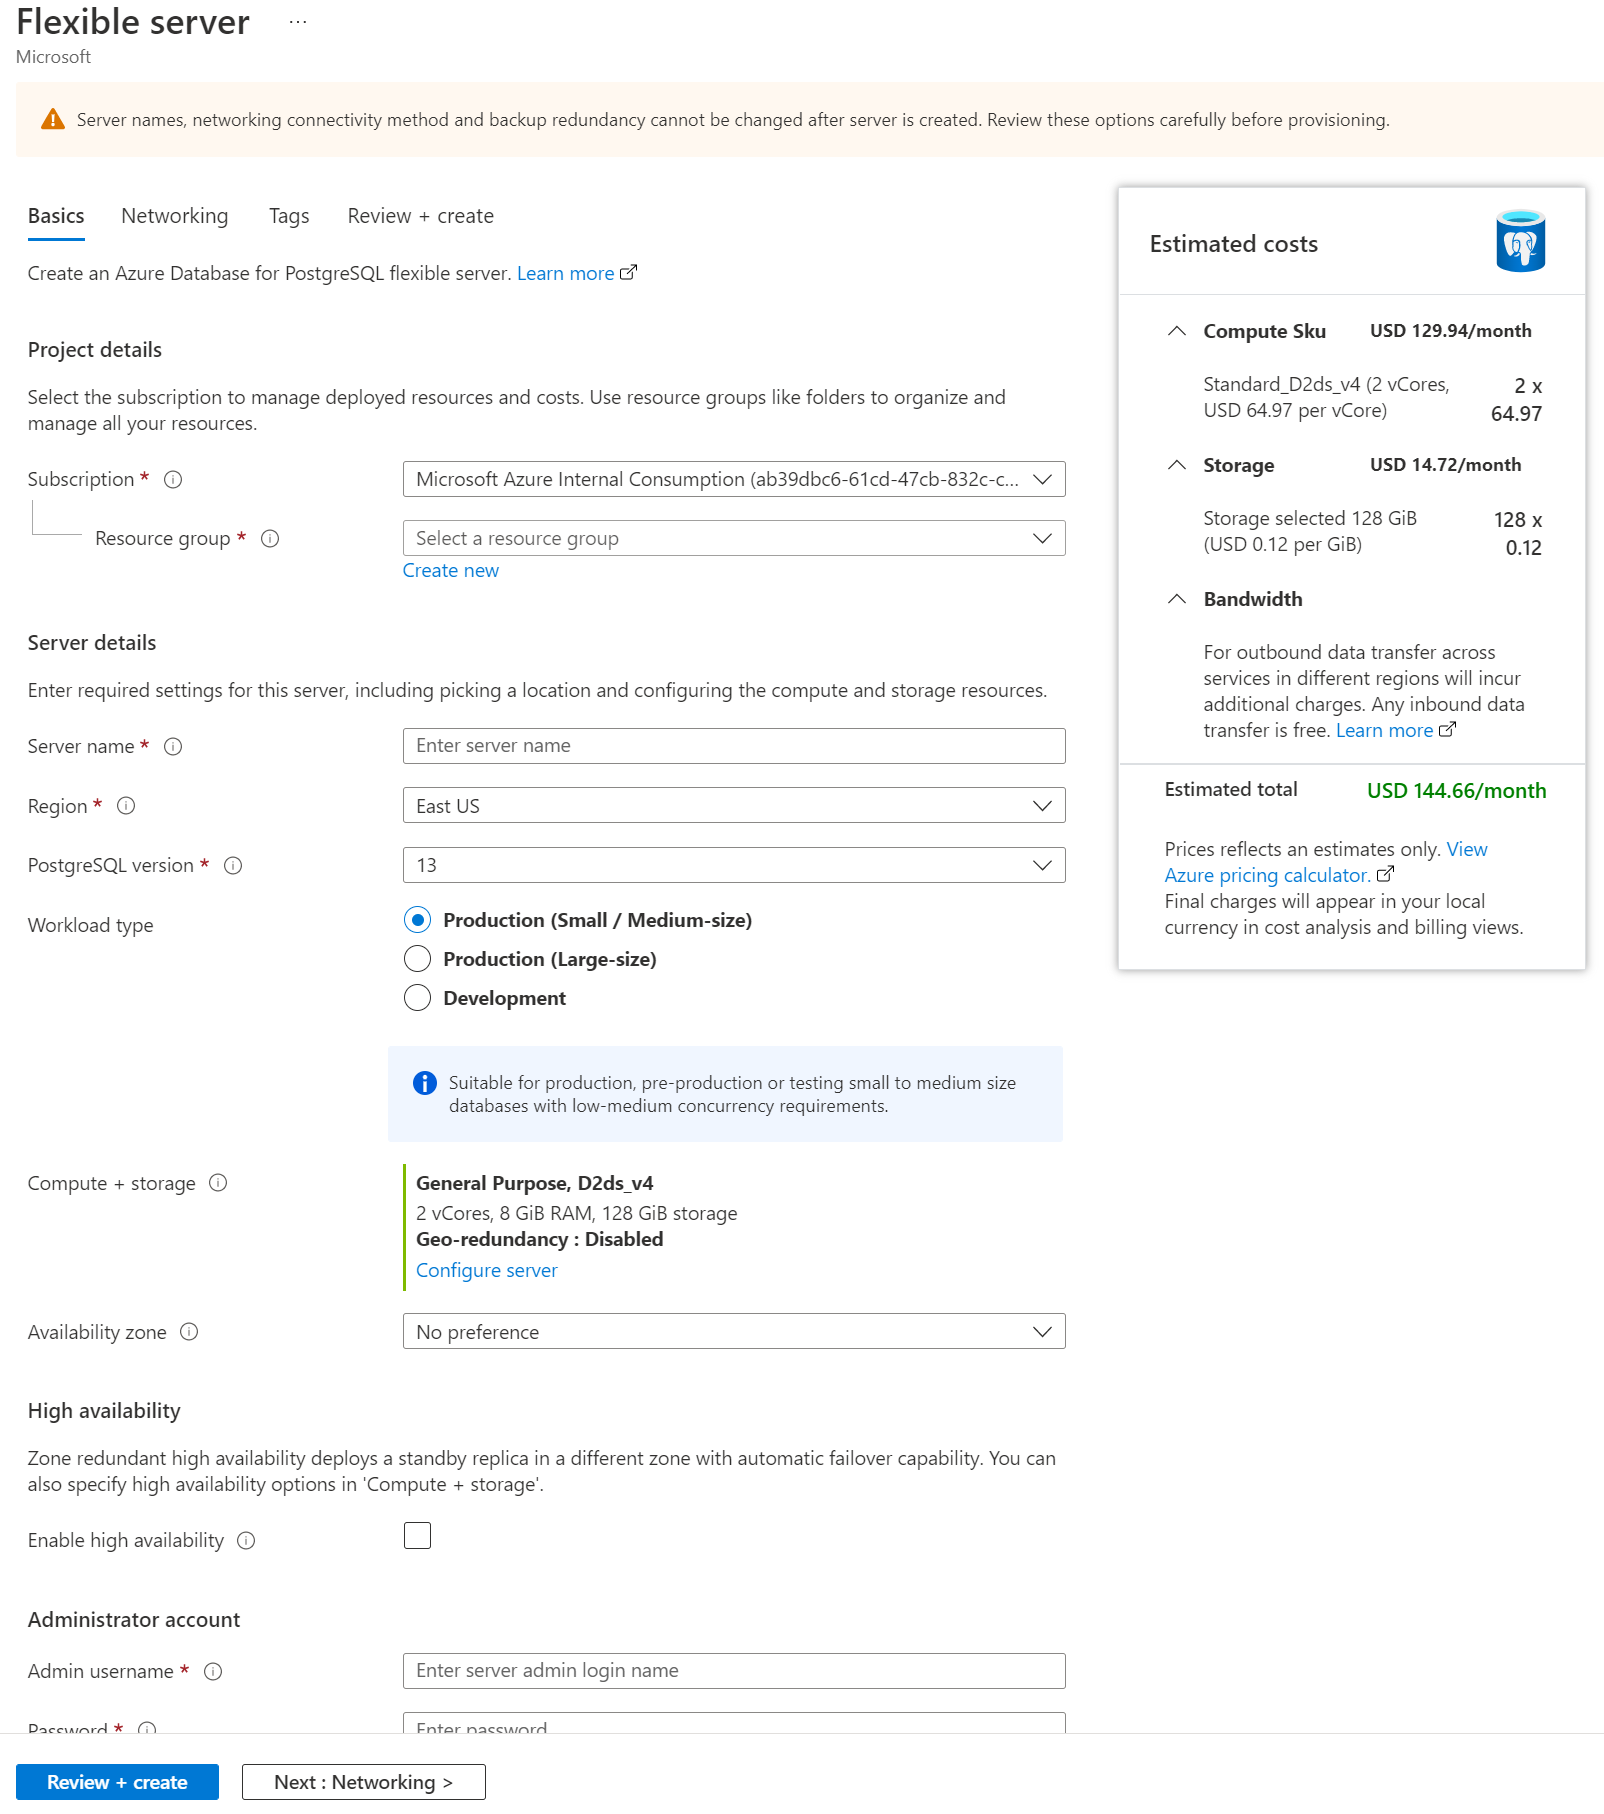 Flexible server ...
Microsoft
Server names, networking connectivity method and backup redundancy cannot be changed after server is created. Review these options carefully before provisioning.
Basics Networking Tags Review + create
Create an Azure Database for PostgreSQL flexible server. Learn more
Project details
Select the subscription to manage deployed resources and costs. Use resource groups like folders to organize and
manage all your resources.
Subscription *
Microsoft Azure Internal Consumption (ab39dbc6-61cd-47cb-832c-c...
Resource group *
Select a resource group
Create new
Server details
Enter required settings for this server, including picking a location and configuring the compute and storage resources.
Server name *
Enter server name
Region *
East US
PostgreSQL version *
13
Workload type
Production (Small / Medium-size)
Production (Large-size)
Development
Suitable for production, pre-production or testing small to medium size
databases with low-medium concurrency requirements.
Compute + storage
General Purpose, D2ds_v4
2 vCores, 8 GiB RAM, 128 GiB storage
Geo-redundancy : Disabled
Configure server
Availability zone
No preference
High availability
Zone redundant high availability deploys a standby replica in a different zone with automatic failover capability. You can
also specify high availability options in 'Compute + storage'.
Enable high availability
Administrator account
Admin username *
Enter server admin login name
Password *
Enter password
Review + create
Next : Networking >
Estimated costs
Compute Sku USD 129.94/month
Standard_D2ds_v4 (2 vCores, 2 x
USD 64.97 per vCore) 64.97
Storage USD 14.72/month
Storage selected 128 GiB 128 x
(USD 0.12 per GiB) 0.12
Bandwidth
For outbound data transfer across
services in different regions will incur
additional charges. Any inbound data
transfer is free. Learn more
Estimated total USD 144.66/month
Prices reflects an estimates only. View
Azure pricing calculator.
Final charges will appear in your local
currency in cost analysis and billing views.